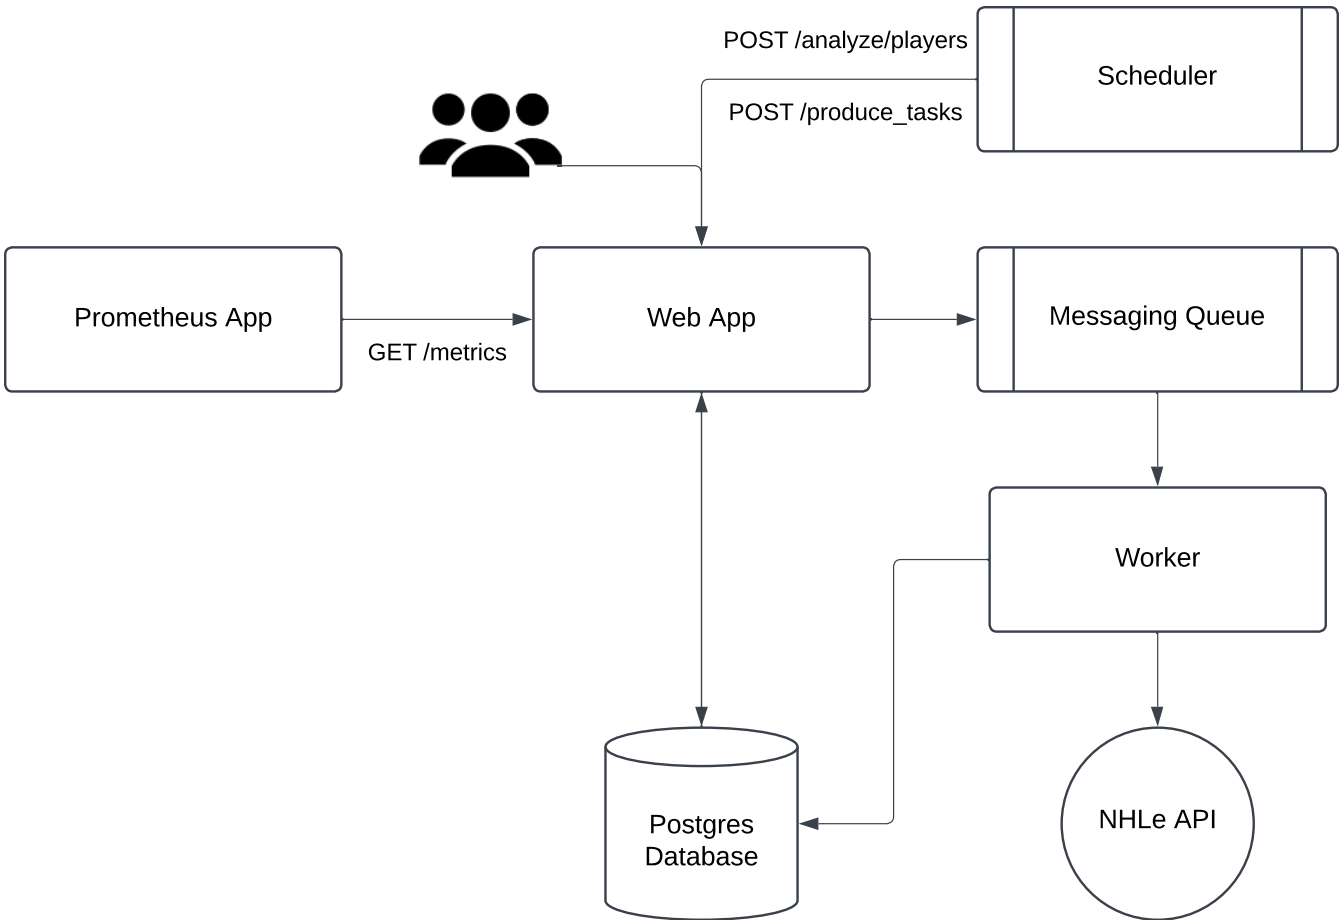 POST /analyze/players
Scheduler
POST /produce_tasks
Prometheus App
GET /metrics
Web App
Messaging Queue
Worker
Postgres
Database
NHLe API